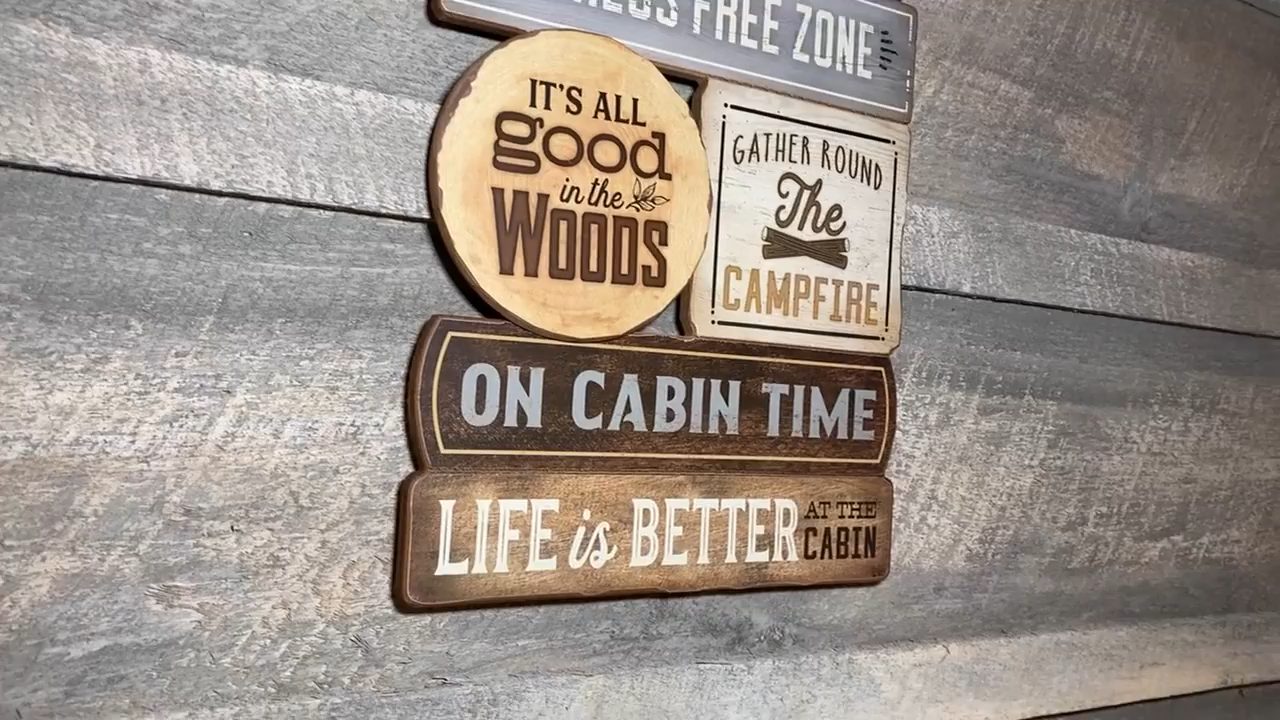 FREE ZONE
IT'S ALL
good
in the
WOODS
GATHER ROUND
The
CAMPFIRE
ON CABIN TIME
LIFE is BETTER AT THE CABIN